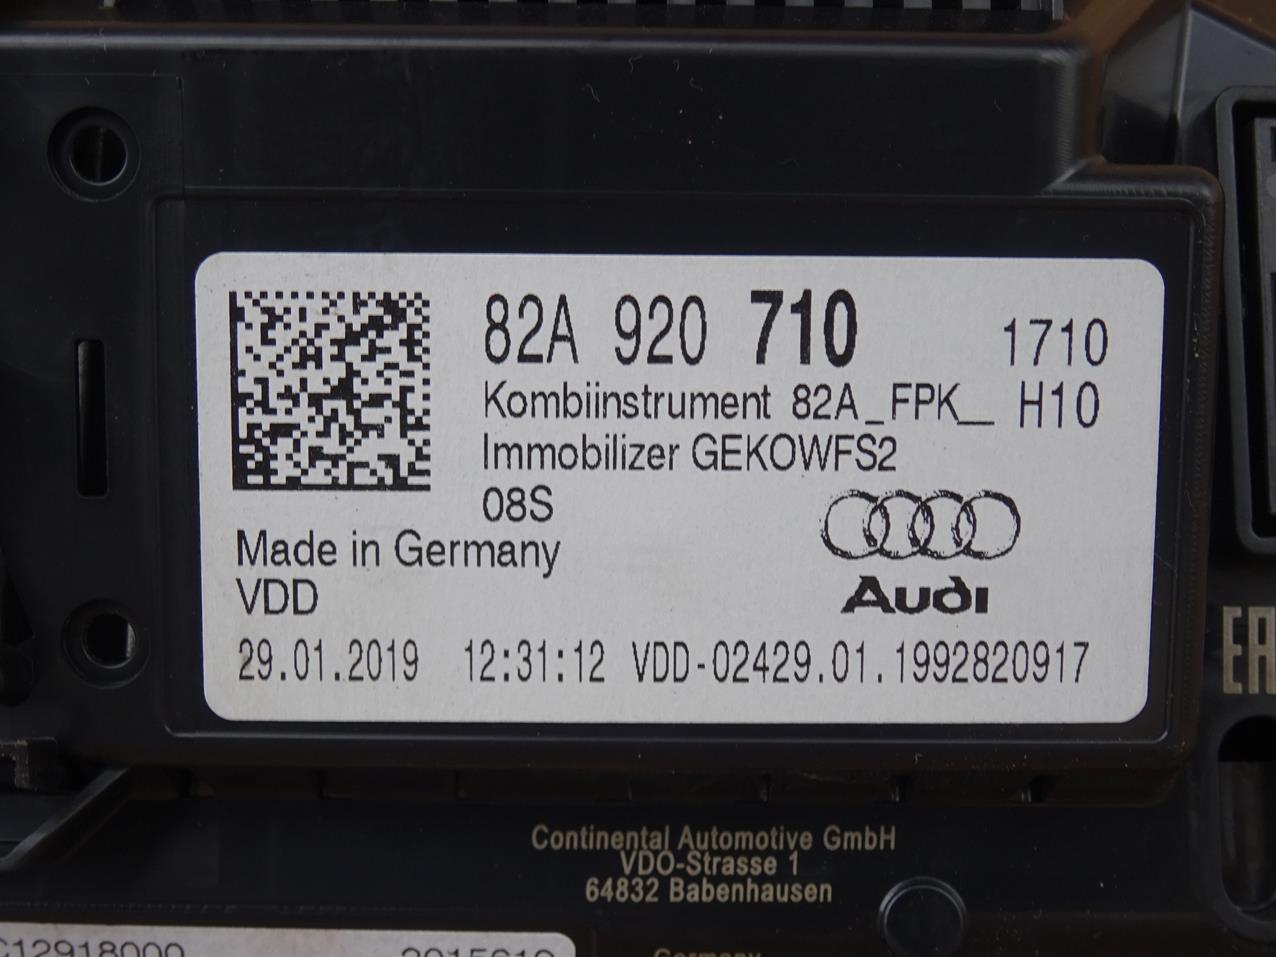 82A 920 710 1710
Kombiinstrument 82A_FPK_ H10
Immobilizer GEKOWFS2
08S
Audi
Made in Germany
VDD
29.01.2019 12:31:12 VDD-02429.01.1992820917
EAC
Continental Automotive GmbH
VDO-Strasse 1
64832 Babenhausen